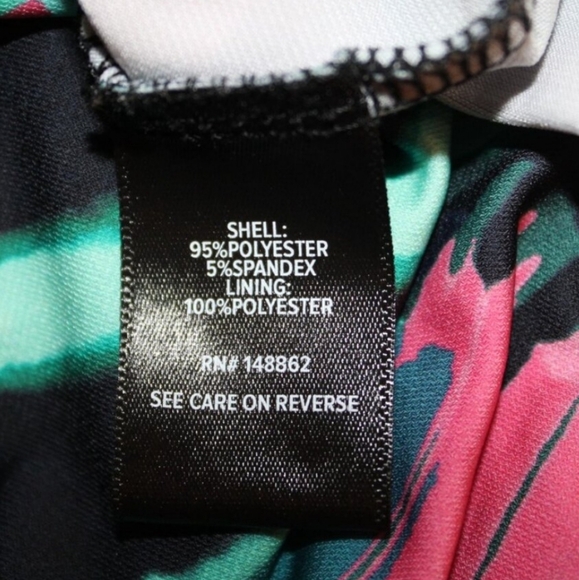 SHELL:
95%POLYESTER
5%SPANDEX
LINING:
100%POLYESTER
RN# 148862
SEE CARE ON REVERSE